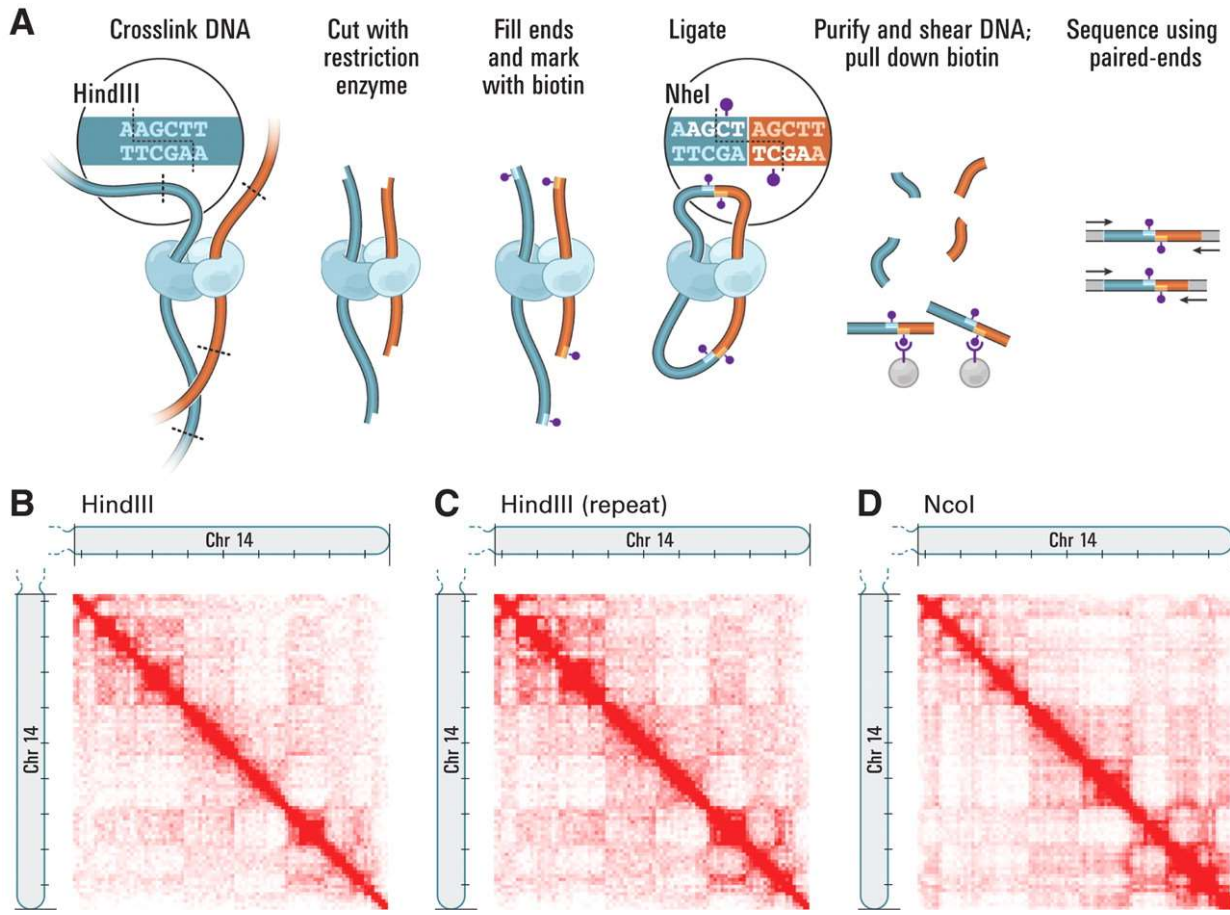 A
Crosslink DNA
Cut with
restriction
enzyme
Fill ends
and mark
with biotin
Ligate
Purify and shear DNA;
pull down biotin
Sequence using
paired-ends
HindIII
AAGCTT
TTCGAA
NheI
AAGCT AGCTT
TTCGA TCGAA
B HindIII
Chr 14
Chr 14
C HindIII (repeat)
Chr 14
Chr 14
D NcoI
Chr 14
Chr 14